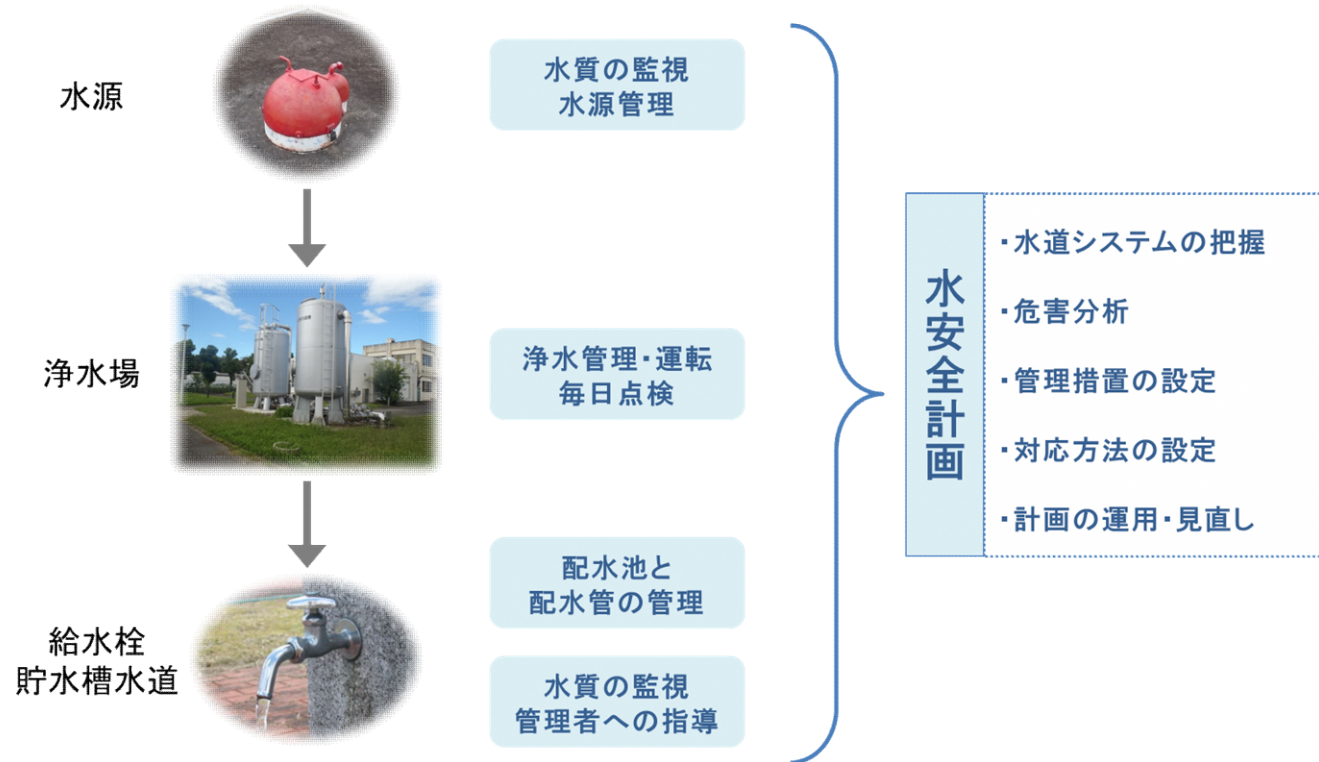 水源
水質の監視
水源管理
浄水場
浄水管理・運転
毎日点検
給水栓
貯水槽水道
配水池と
配水管の管理
水質の監視
管理者への指導
水安全計画
・水道システムの把握
・危害分析
・管理措置の設定
・対応方法の設定
・計画の運用・見直し